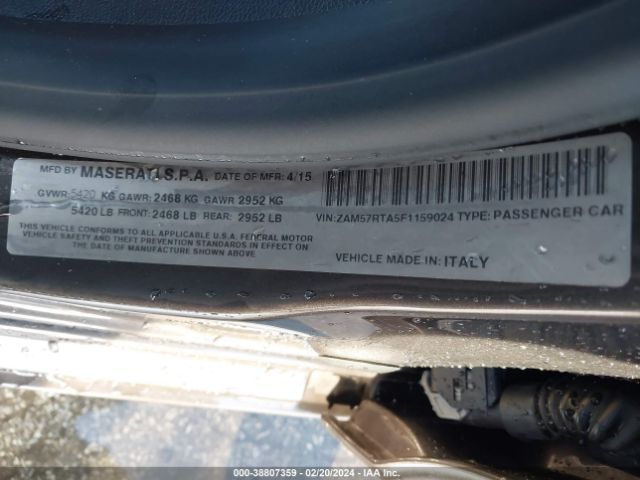 MFD BY MASERATI S.P.A. DATE OF MFR: 4/15
GVWR: 5420 KG GAWR: 2468 KG GAWR 2952 KG
5420 LB FRONT: 2468 LB REAR: 2952 LB
THIS VEHICLE CONFORMS TO ALL APPLICABLE U.S.A. FEDERAL MOTOR
VEHICLE SAFETY BUMPER AND THEFT PREVENTION STANDARDS IN EFFECT ON
THE DATE OF MANUFACTURE SHOWN ABOVE
VIN: ZAM57RTA5F1159024 TYPE: PASSENGER CAR
VEHICLE MADE IN: ITALY
000-38807359 - 02/20/2024 - IAA Inc.